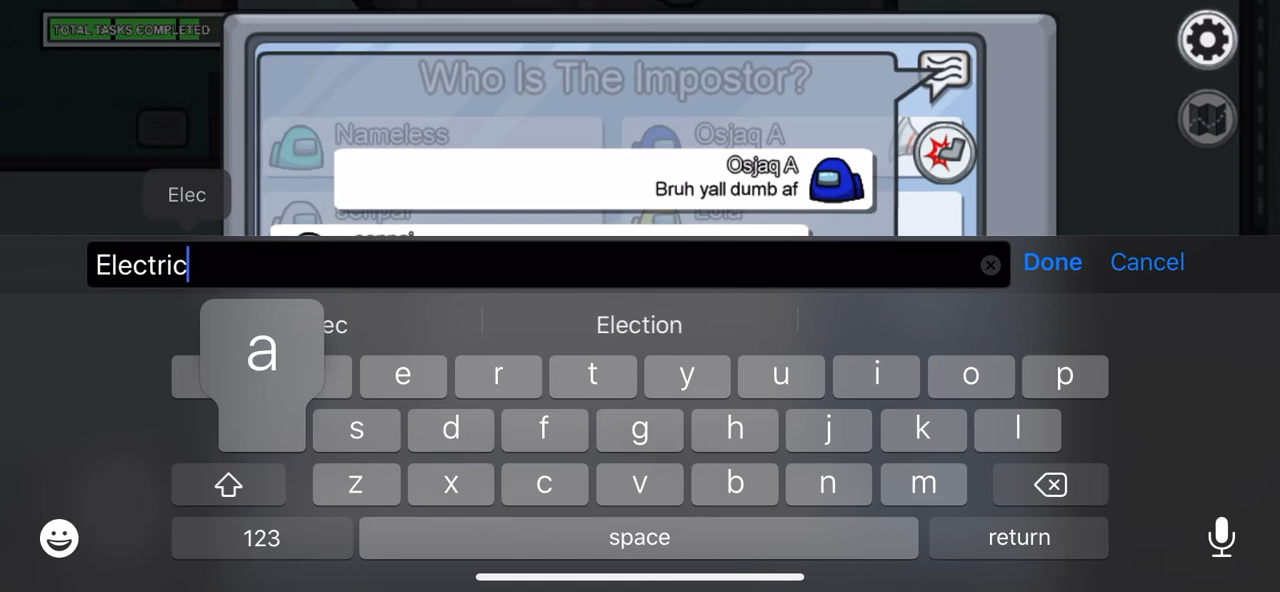 TOTAL TASKS COMPLETED
Who Is The Impostor?
Nameless
Osjaq A
Osjaq A
Bruh yall dumb af
Elec
Electric
Done
Cancel
Election
a
e r t y u i o p
s d f g h j k l
z x c v b n m
123
space
return